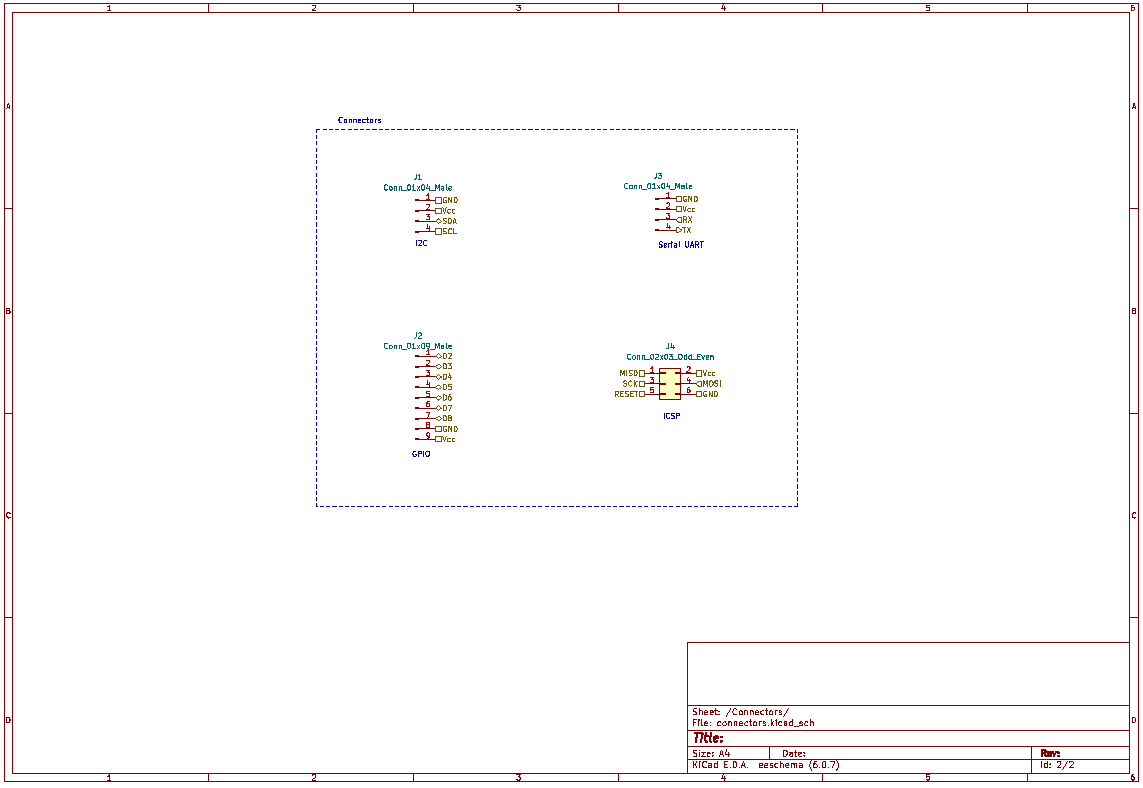 1 2 3 4 5 6
A A
Connectors
J1
Conn_01x04_Male
1 GND
2 Vcc
3 SDA
4 SCL
I2C
J3
Conn_01x04_Male
1 GND
2 Vcc
3 RX
4 TX
Serial UART
B B
J2
Conn_01x09_Male
1 D2
2 D3
3 D4
4 D5
5 D6
6 D7
7 D8
8 GND
9 Vcc
GPIO
J4
Conn_02x03_Odd_Even
MISO 1 2 Vcc
SCK 3 4 MOSI
RESET 5 6 GND
ICSP
C C
D D
Sheet: /Connectors/
File: connectors.kicad_sch
Title:
Size: A4 Date: Rev:
KiCad E.D.A. eeschema (6.0.7) Id: 2/2
1 2 3 4 5 6